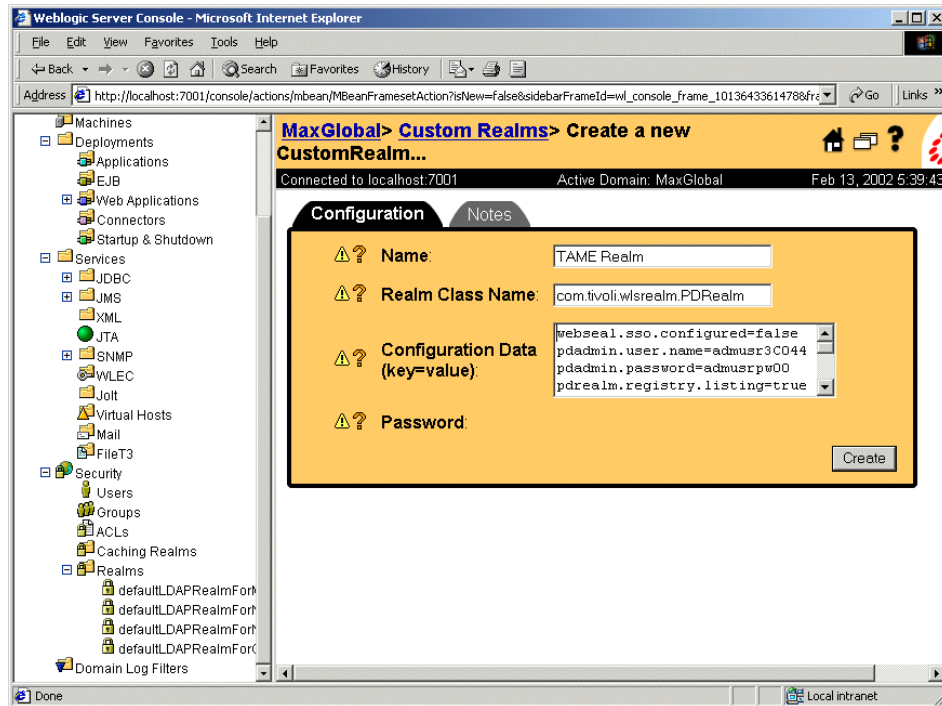 Weblogic Server Console - Microsoft Internet Explorer
File Edit View Favorites Tools Help
Back Search Favorites History
Address http://localhost:7001/console/actions/mbean/MBeanFramesetAction?isNew=false&sidebarFrameId=wl_console_frame_1013643361478&fra Go Links »
Machines
Deployments
Applications
EJB
Web Applications
Connectors
Startup & Shutdown
Services
JDBC
JMS
XML
JTA
SNMP
WLEC
Jolt
Virtual Hosts
Mail
FileT3
Security
Users
Groups
ACLs
Caching Realms
Realms
defaultLDAPRealmForN
defaultLDAPRealmForM
defaultLDAPRealmForN
defaultLDAPRealmForO
Domain Log Filters
MaxGlobal> Custom Realms> Create a new
CustomRealm...
?
Connected to localhost:7001 Active Domain: MaxGlobal Feb 13, 2002 5:39:43
Configuration Notes
? Name: TAME Realm
? Realm Class Name: com.tivoli.wlsrealm.PDRealm
? Configuration Data
(key=value):
webseal.sso.configured=false
pdadmin.user.name=admusr3C044
pdadmin.password=admusrpw00
pdrealm.registry.listing=true
? Password:
Create
Done Local intranet